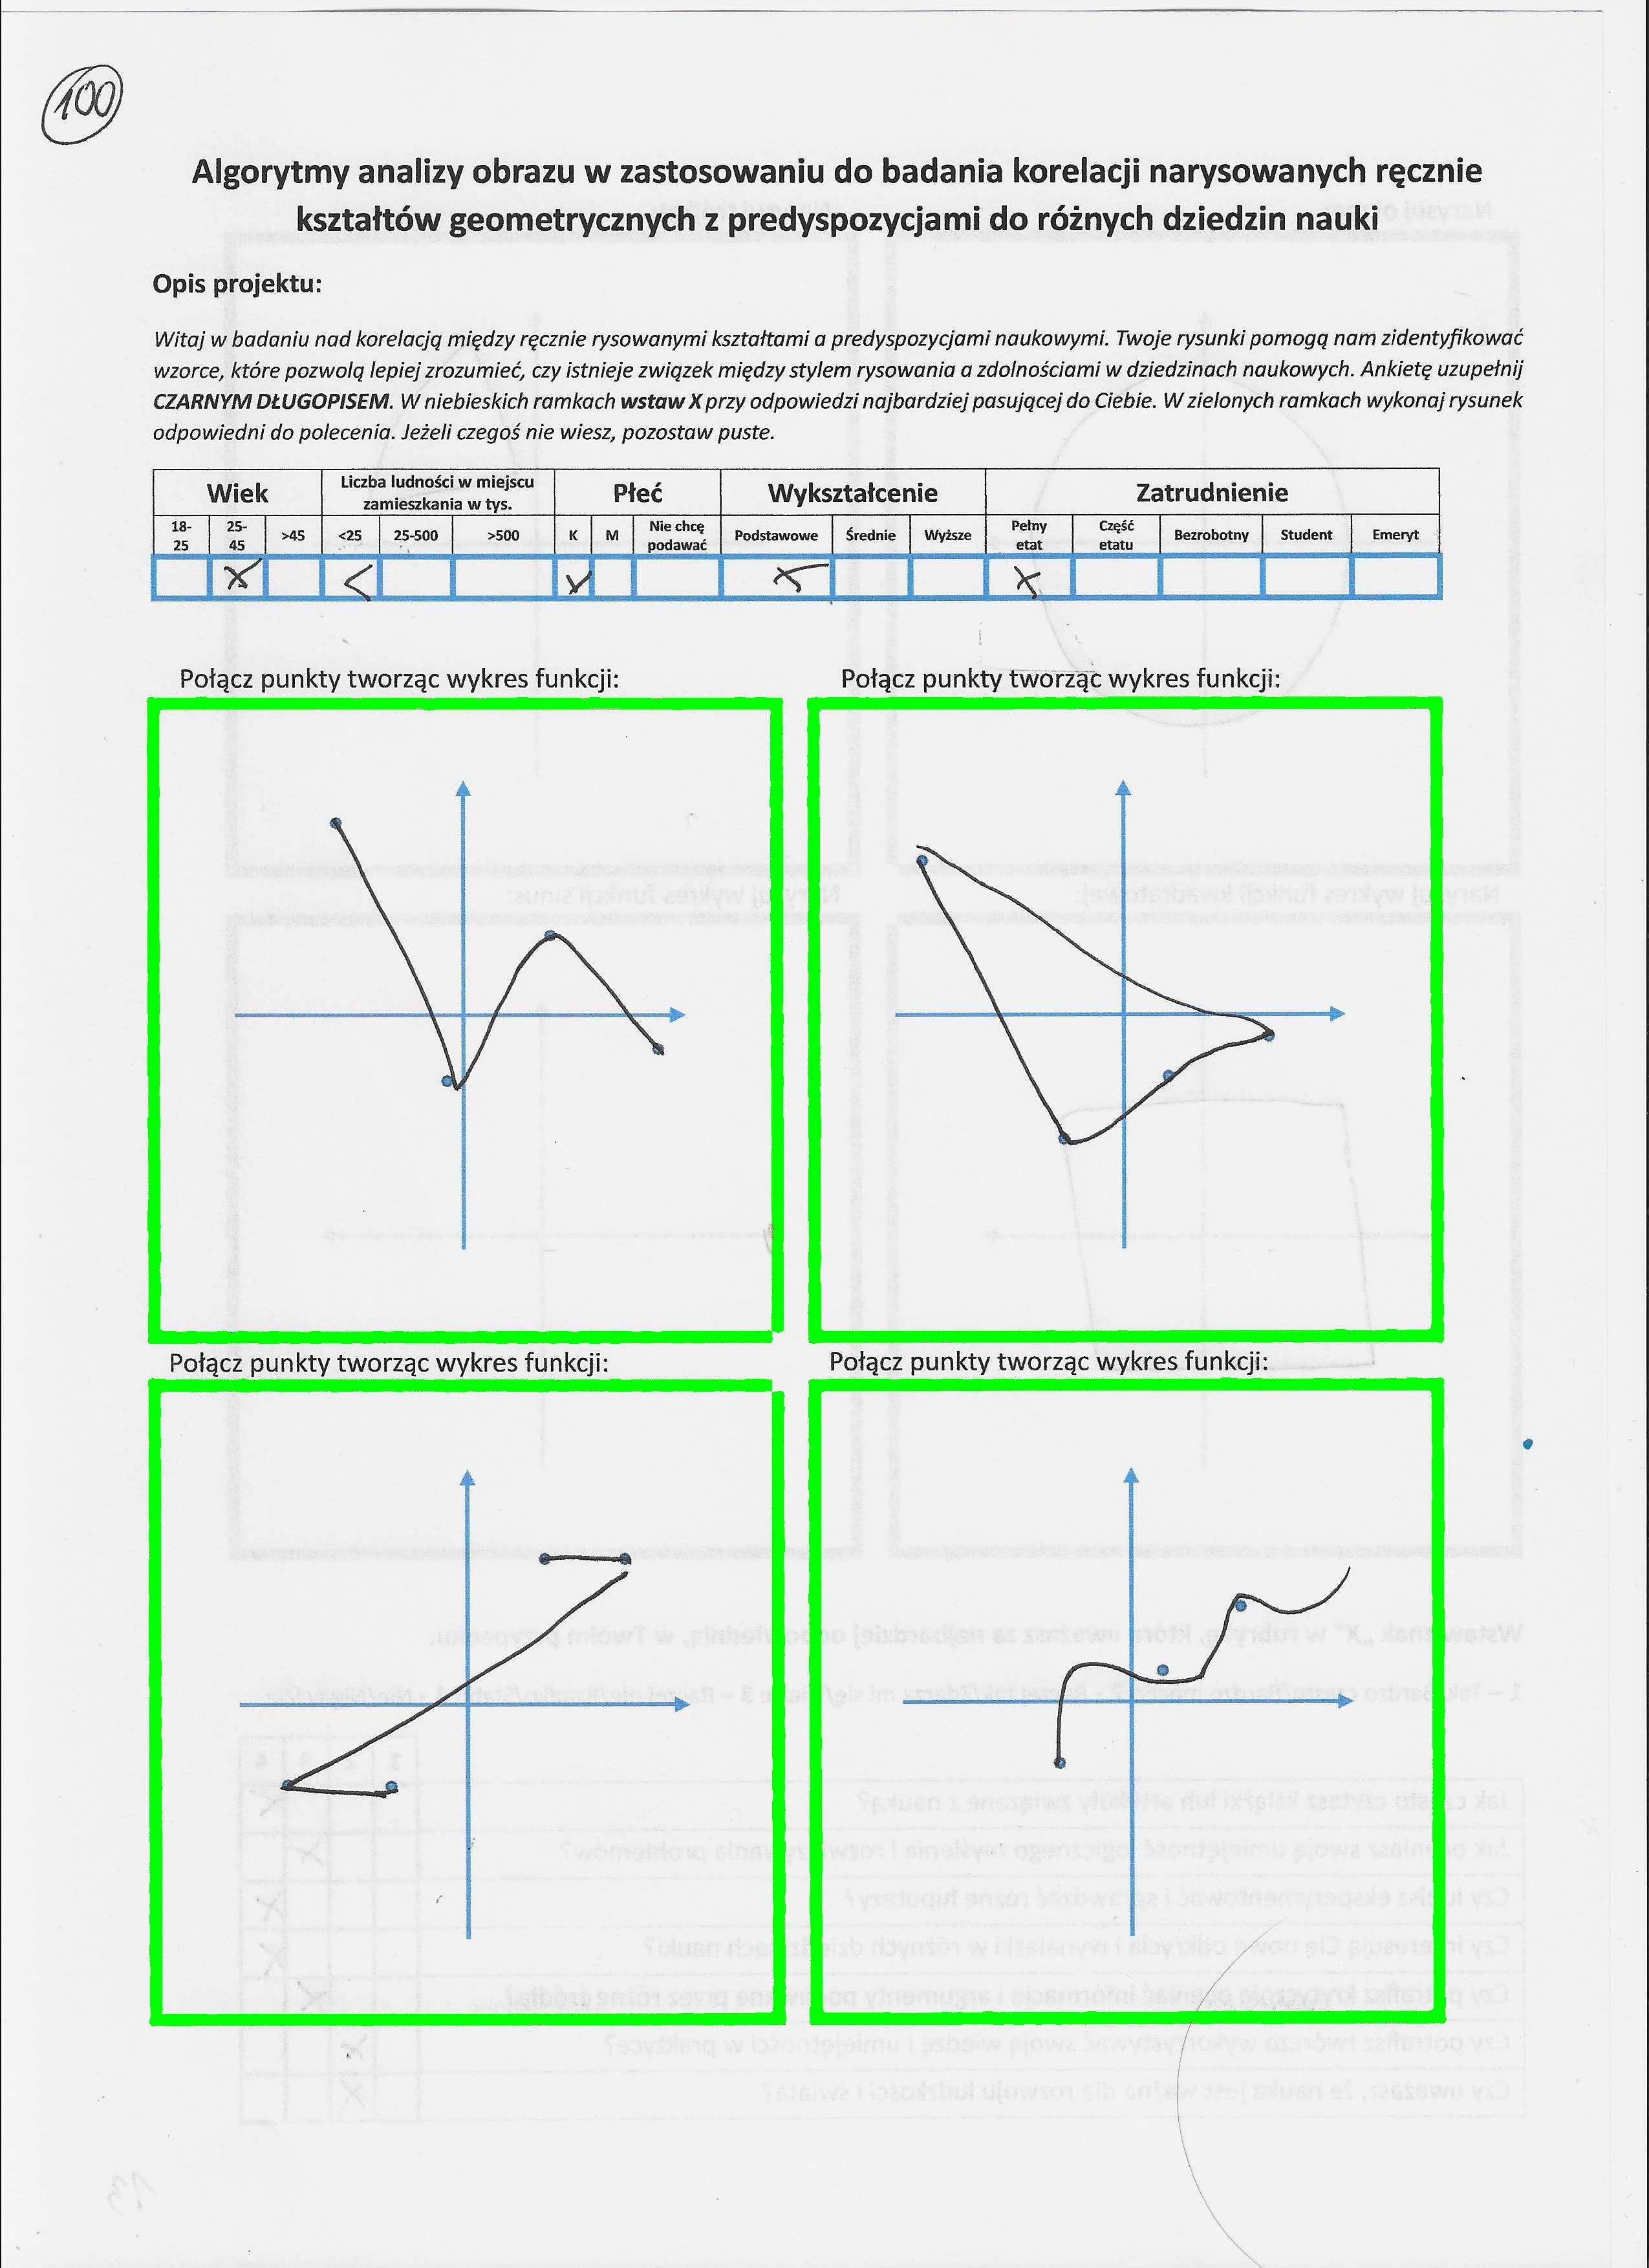 100
Algorytmy analizy obrazu w zastosowaniu do badania korelacji narysowanych ręcznie
kształtów geometrycznych z predyspozycjami do różnych dziedzin nauki
Opis projektu:
Witaj w badaniu nad korelacją między ręcznie rysowanymi kształtami a predyspozycjami naukowymi. Twoje rysunki pomogą nam zidentyfikować
wzorce, które pozwolą lepiej zrozumieć, czy istnieje związek między stylem rysowania a zdolnościami w dziedzinach naukowych. Ankietę uzupełnij
CZARNYM DŁUGOPISEM. W niebieskich ramkach wstaw X przy odpowiedzi najbardziej pasującej do Ciebie. W zielonych ramkach wykonaj rysunek
odpowiedni do polecenia. Jeżeli czegoś nie wiesz, pozostaw puste.
Wiek Liczba ludności w miejscu zamieszkania w tys. Płeć Wykształcenie Zatrudnienie
18-25 25-45 >45 <25 25-500 >500 K M Nie chcę podawać Podstawowe Średnie Wyższe Pełny etat Część etatu Bezrobotny Student Emeryt
X < X X X
Połącz punkty tworząc wykres funkcji: Połącz punkty tworząc wykres funkcji:
Połącz punkty tworząc wykres funkcji: Połącz punkty tworząc wykres funkcji: